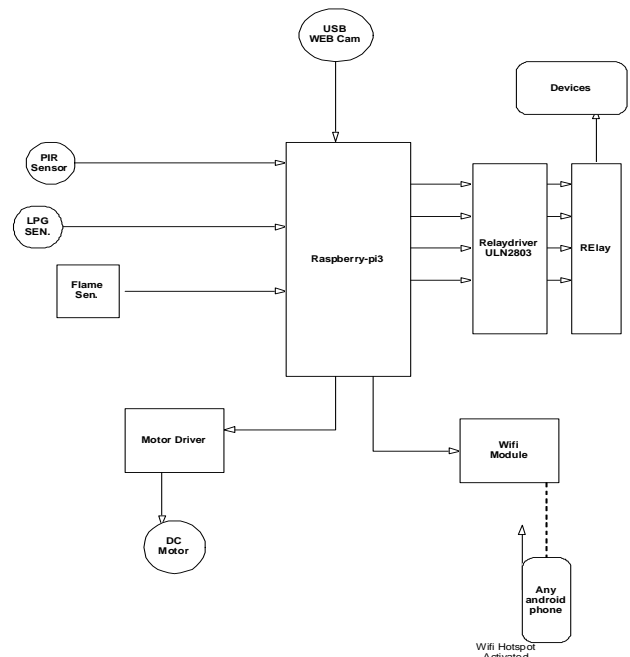 USB
WEB Cam
Devices
PIR
Sensor
LPG
SEN.
Flame
Sen.
Raspberry-pi3
Relaydriver
ULN2803
RElay
Motor Driver
Wifi
Module
DC
Motor
Any
android
phone
Wifi Hotspot
Activated